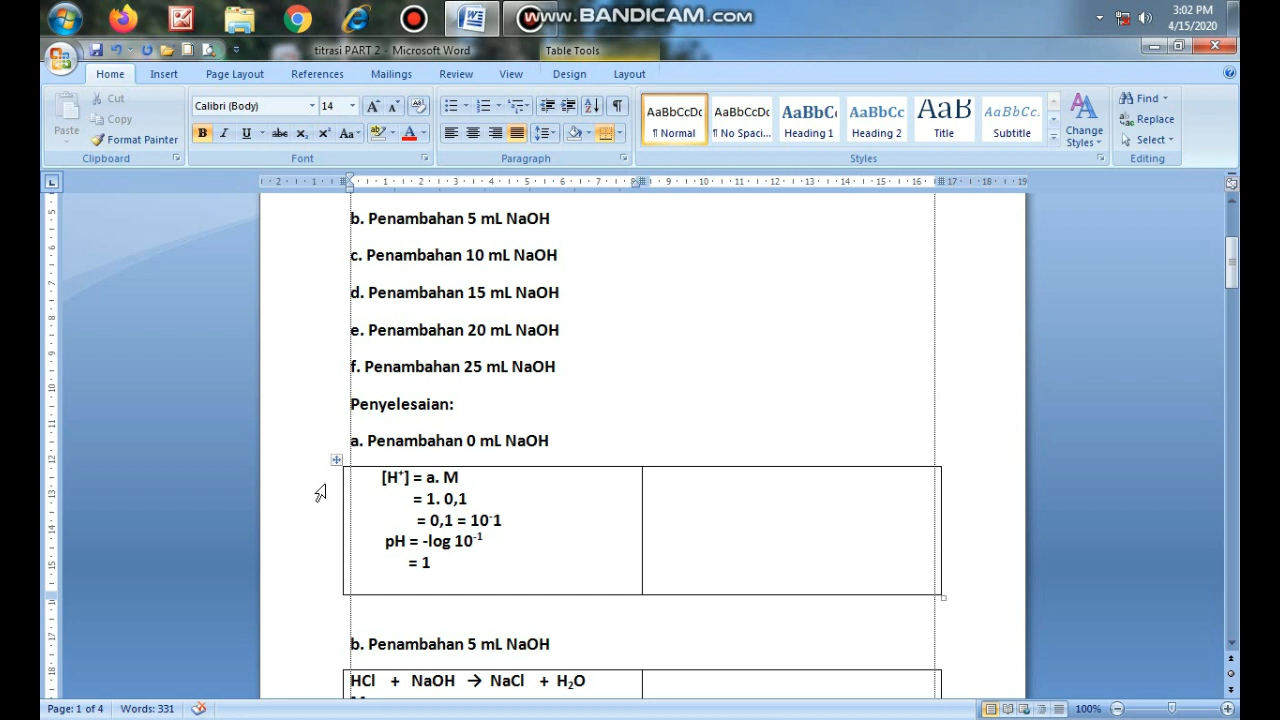 www.BANDICAM.com
3:02 PM
4/15/2020
titrasi PART 2 - Microsoft Word
Table Tools
Home Insert Page Layout References Mailings Review View Design Layout
Paste
Cut
Copy
Format Painter
Clipboard
Calibri (Body) 14
Font
Paragraph
AaBbCcDc AaBbCcDc AaBbC AaBbCc AaB AaBbCc.
¶ Normal ¶ No Spaci... Heading 1 Heading 2 Title Subtitle
Styles
Change Styles
Find
Replace
Select
Editing
b. Penambahan 5 mL NaOH
c. Penambahan 10 mL NaOH
d. Penambahan 15 mL NaOH
e. Penambahan 20 mL NaOH
f. Penambahan 25 mL NaOH
Penyelesaian:
a. Penambahan 0 mL NaOH
[H⁺] = a. M
= 1. 0,1
= 0,1 = 10⁻1
pH = -log 10⁻¹
= 1
b. Penambahan 5 mL NaOH
HCl + NaOH → NaCl + H₂O
Page: 1 of 4 Words: 331 100%